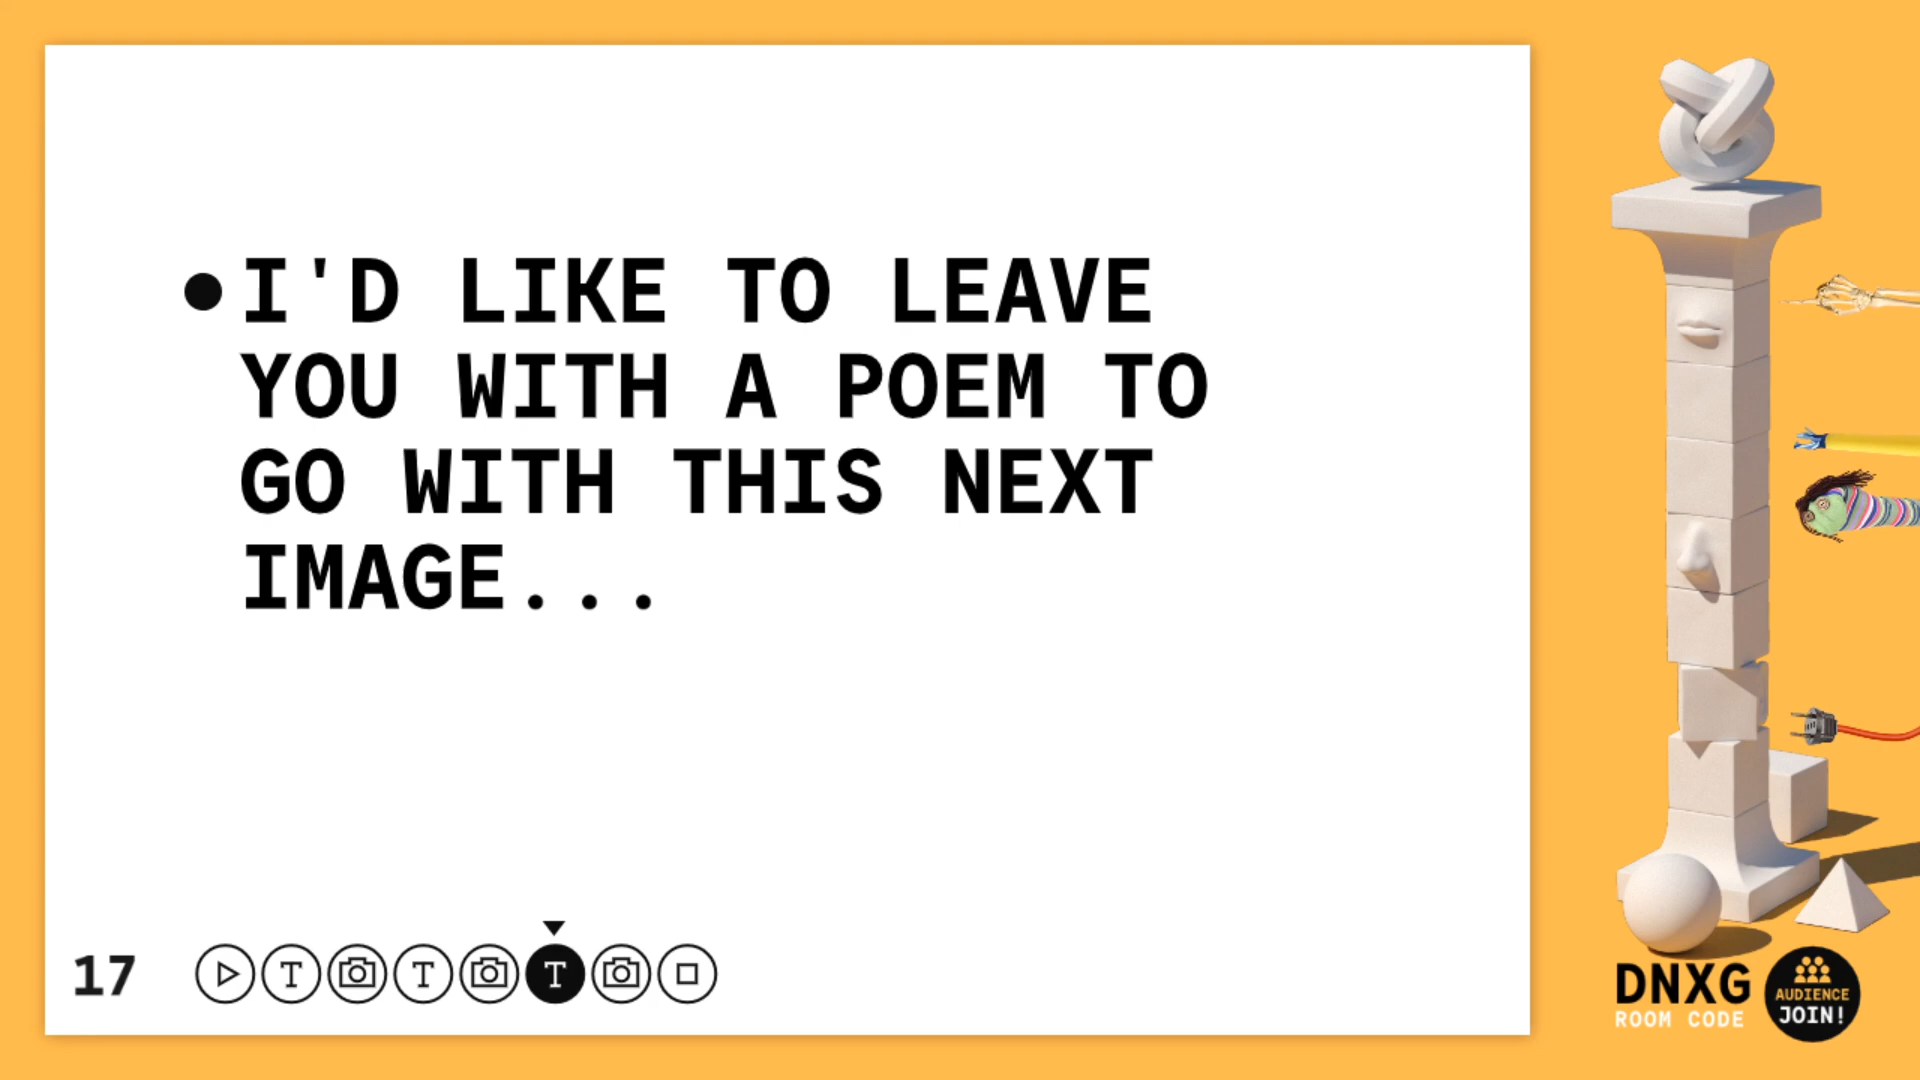 I'D LIKE TO LEAVE
YOU WITH A POEM TO
GO WITH THIS NEXT
IMAGE...
17
T
T
T
DNXG
ROOM CODE
AUDIENCE
JOIN!